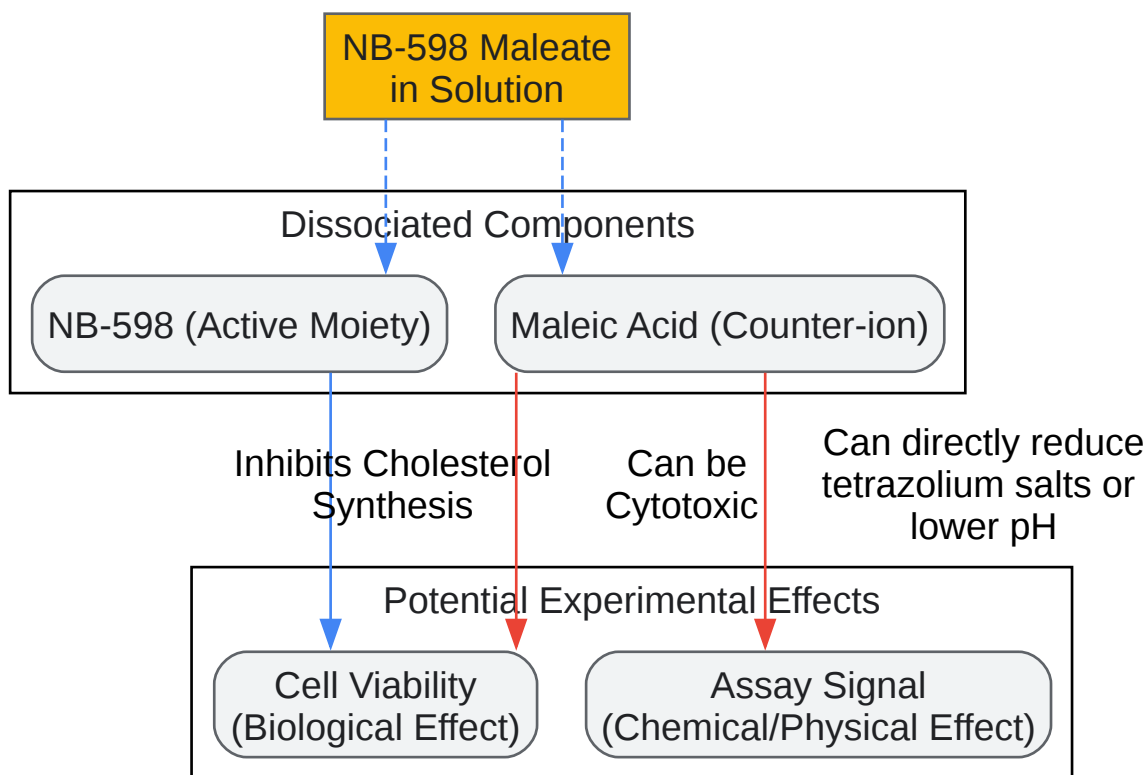 NB-598 Maleate
in Solution
Dissociated Components
NB-598 (Active Moiety)
Maleic Acid (Counter-ion)
Inhibits Cholesterol
Synthesis
Can be
Cytotoxic
Can directly reduce
tetrazolium salts or
lower pH
Potential Experimental Effects
Cell Viability
(Biological Effect)
Assay Signal
(Chemical/Physical Effect)